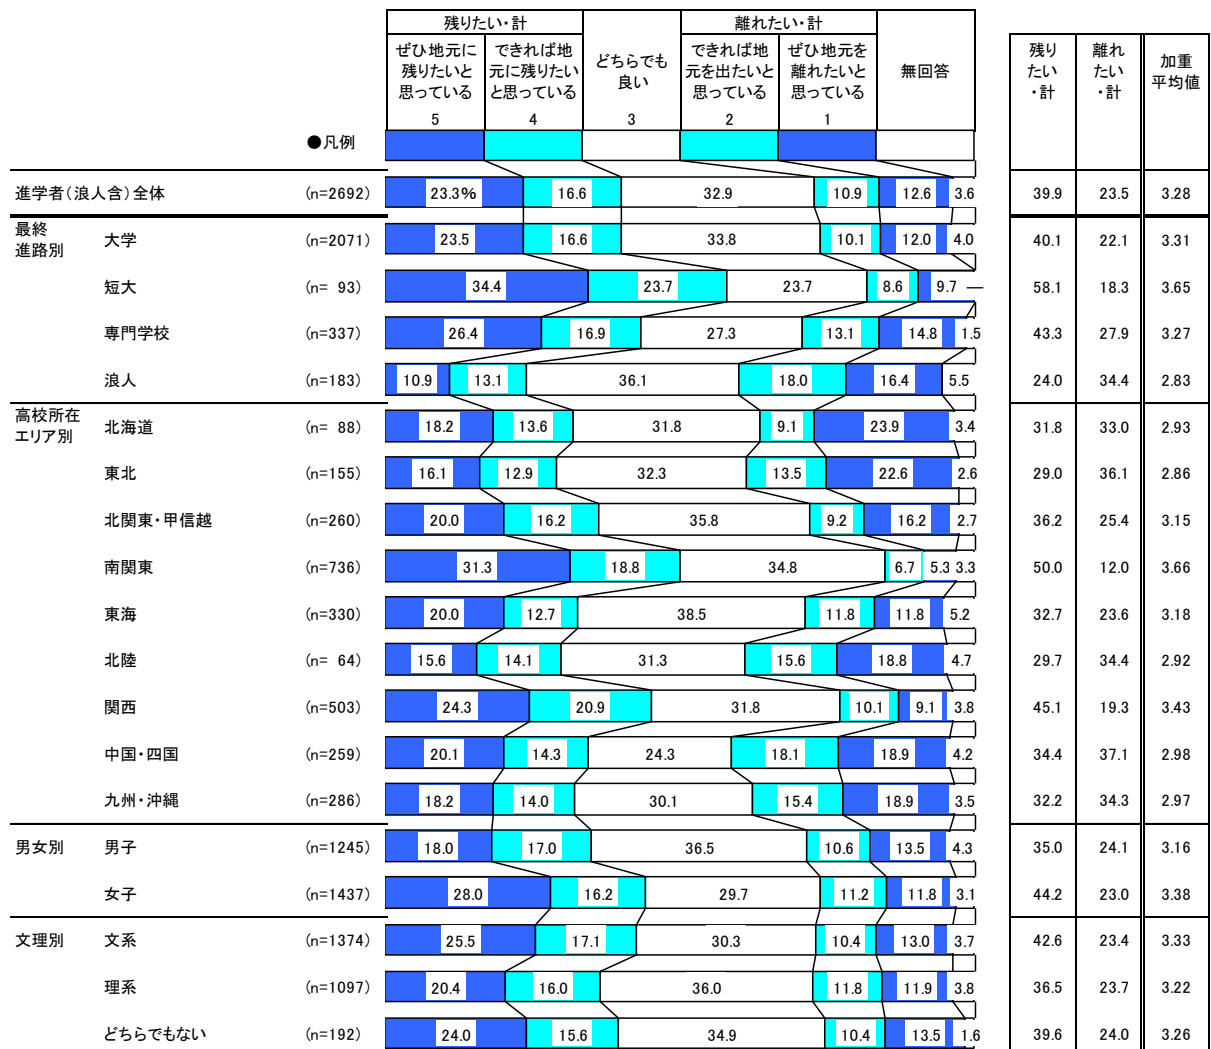 残りたい・計 離れたい・計
ぜひ地元に残りたいと思っている できれば地元に残りたいと思っている どちらでも良い できれば地元を出たいと思っている ぜひ地元を離れたいと思っている 無回答 残りたい・計 離れたい・計 加重平均値
5 4 3 2 1
●凡例
進学者(浪人含)全体 (n=2692) 23.3% 16.6 32.9 10.9 12.6 3.6 39.9 23.5 3.28
最終進路別 大学 (n=2071) 23.5 16.6 33.8 10.1 12.0 4.0 40.1 22.1 3.31
短大 (n= 93) 34.4 23.7 23.7 8.6 9.7 — 58.1 18.3 3.65
専門学校 (n=337) 26.4 16.9 27.3 13.1 14.8 1.5 43.3 27.9 3.27
浪人 (n=183) 10.9 13.1 36.1 18.0 16.4 5.5 24.0 34.4 2.83
高校所在エリア別 北海道 (n= 88) 18.2 13.6 31.8 9.1 23.9 3.4 31.8 33.0 2.93
東北 (n=155) 16.1 12.9 32.3 13.5 22.6 2.6 29.0 36.1 2.86
北関東・甲信越 (n=260) 20.0 16.2 35.8 9.2 16.2 2.7 36.2 25.4 3.15
南関東 (n=736) 31.3 18.8 34.8 6.7 5.3 3.3 50.0 12.0 3.66
東海 (n=330) 20.0 12.7 38.5 11.8 11.8 5.2 32.7 23.6 3.18
北陸 (n= 64) 15.6 14.1 31.3 15.6 18.8 4.7 29.7 34.4 2.92
関西 (n=503) 24.3 20.9 31.8 10.1 9.1 3.8 45.1 19.3 3.43
中国・四国 (n=259) 20.1 14.3 24.3 18.1 18.9 4.2 34.4 37.1 2.98
九州・沖縄 (n=286) 18.2 14.0 30.1 15.4 18.9 3.5 32.2 34.3 2.97
男女別 男子 (n=1245) 18.0 17.0 36.5 10.6 13.5 4.3 35.0 24.1 3.16
女子 (n=1437) 28.0 16.2 29.7 11.2 11.8 3.1 44.2 23.0 3.38
文理別 文系 (n=1374) 25.5 17.1 30.3 10.4 13.0 3.7 42.6 23.4 3.33
理系 (n=1097) 20.4 16.0 36.0 11.8 11.9 3.8 36.5 23.7 3.22
どちらでもない (n=192) 24.0 15.6 34.9 10.4 13.5 1.6 39.6 24.0 3.26